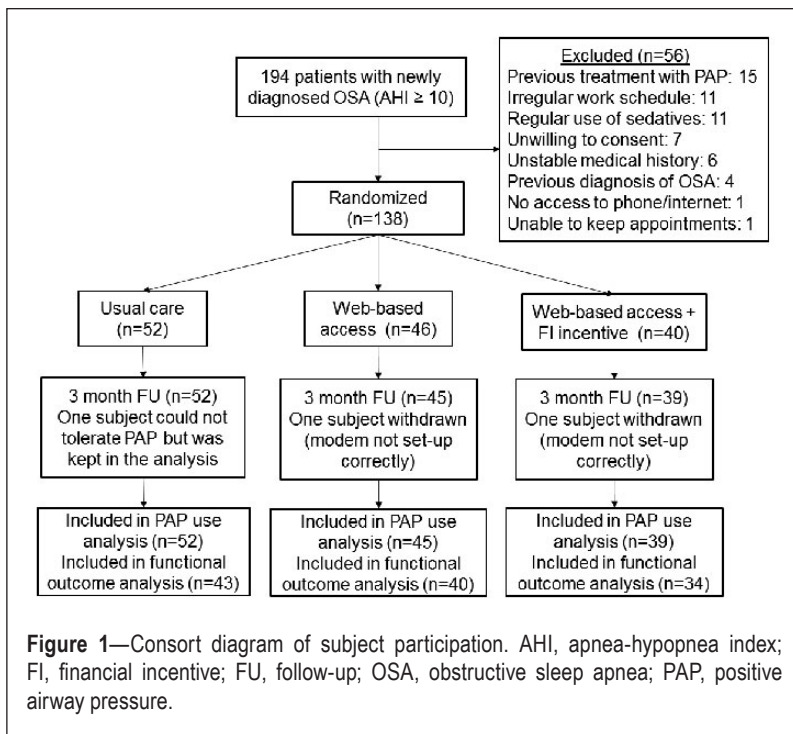 194 patients with newly
diagnosed OSA (AHI ≥ 10)
Excluded (n=56)
Previous treatment with PAP: 15
Irregular work schedule: 11
Regular use of sedatives: 11
Unwilling to consent: 7
Unstable medical history: 6
Previous diagnosis of OSA: 4
No access to phone/internet: 1
Unable to keep appointments: 1
Randomized
(n=138)
Usual care
(n=52)
Web-based
access (n=46)
Web-based access +
FI incentive (n=40)
3 month FU (n=52)
One subject could not
tolerate PAP but was
kept in the analysis
3 month FU (n=45)
One subject withdrawn
(modem not set-up
correctly)
3 month FU (n=39)
One subject withdrawn
(modem not set-up
correctly)
Included in PAP use
analysis (n=52)
Included in functional
outcome analysis (n=43)
Included in PAP use
analysis (n=45)
Included in functional
outcome analysis (n=40)
Included in PAP use
analysis (n=39)
Included in functional
outcome analysis (n=34)
Figure 1—Consort diagram of subject participation. AHI, apnea-hypopnea index;
FI, financial incentive; FU, follow-up; OSA, obstructive sleep apnea; PAP, positive
airway pressure.